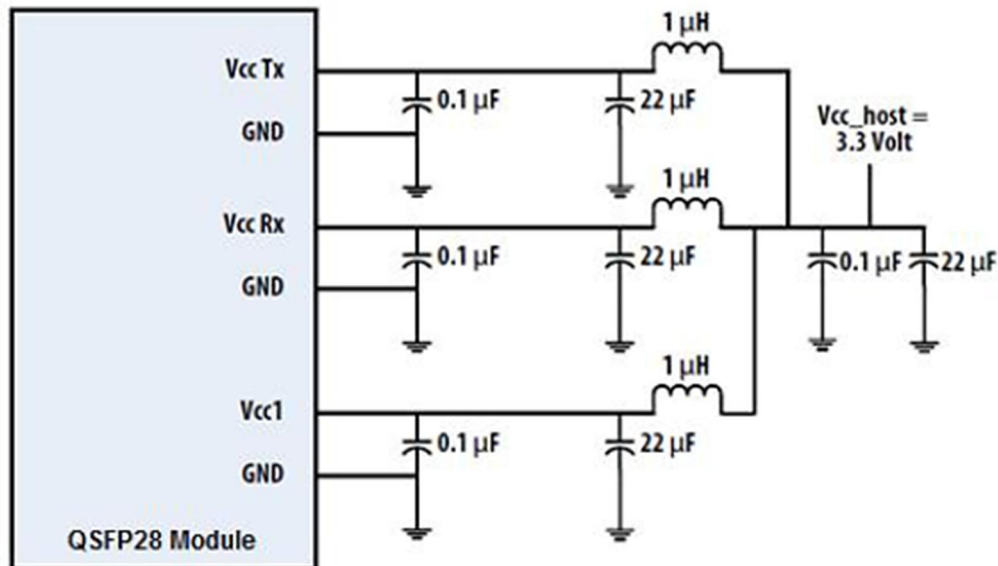 1 µH
Vcc Tx
0.1 µF
22 µF
GND
Vcc_host =
3.3 Volt
1 µH
Vcc Rx
0.1 µF
22 µF
0.1 µF
22 µF
GND
1 µH
Vcc1
0.1 µF
22 µF
GND
QSFP28 Module